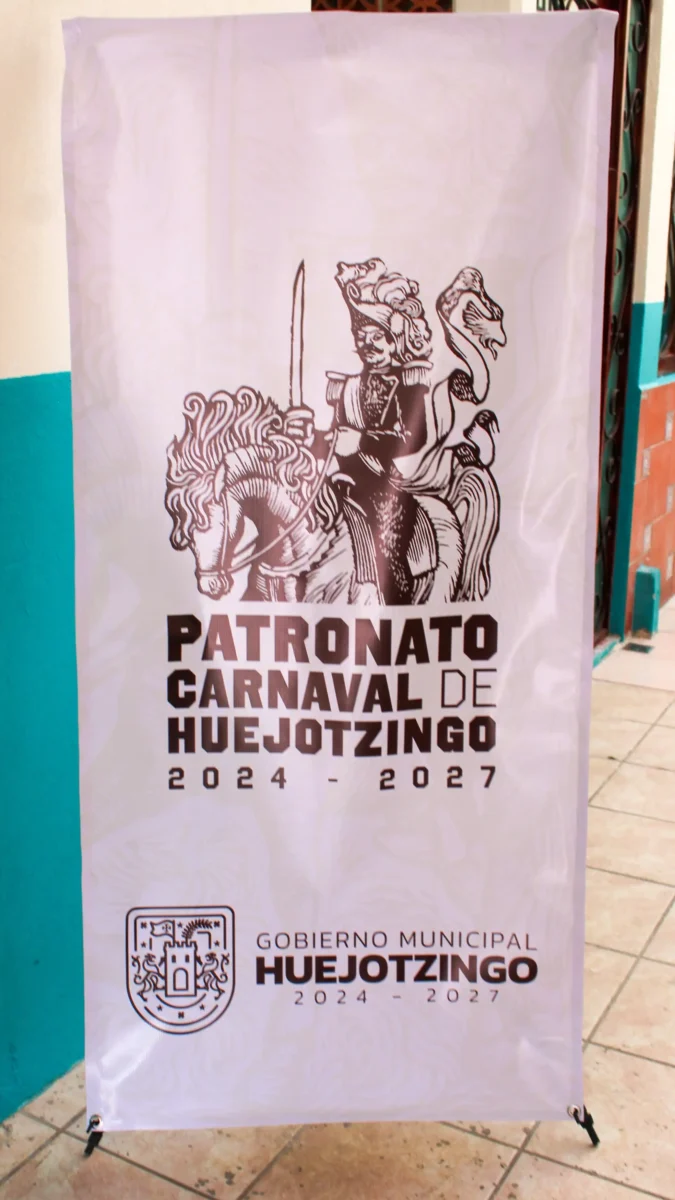 PATRONATO
CARNAVAL DE
HUEJOTZINGO
2024 - 2027
GOBIERNO MUNICIPAL
HUEJOTZINGO
2024 - 2027